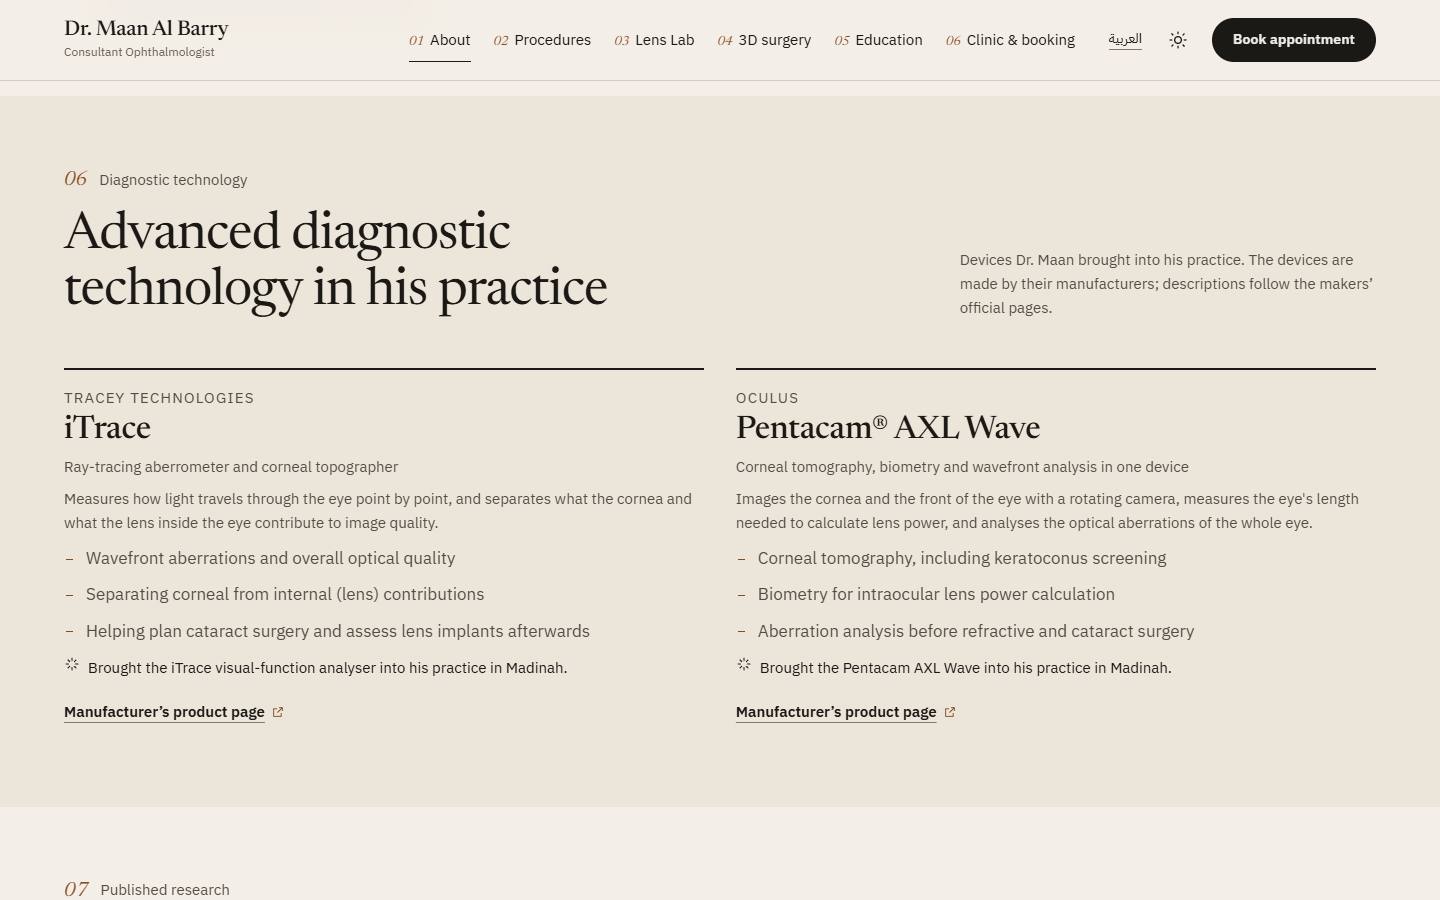 Dr. Maan Al Barry
Consultant Ophthalmologist
01 About
02 Procedures
03 Lens Lab
04 3D surgery
05 Education
06 Clinic & booking
العربية
Book appointment
06 Diagnostic technology
Advanced diagnostic
technology in his practice
Devices Dr. Maan brought into his practice. The devices are
made by their manufacturers; descriptions follow the makers’
official pages.
TRACEY TECHNOLOGIES
iTrace
Ray-tracing aberrometer and corneal topographer
Measures how light travels through the eye point by point, and separates what the cornea and
what the lens inside the eye contribute to image quality.
– Wavefront aberrations and overall optical quality
– Separating corneal from internal (lens) contributions
– Helping plan cataract surgery and assess lens implants afterwards
Brought the iTrace visual-function analyser into his practice in Madinah.
Manufacturer’s product page
OCULUS
Pentacam® AXL Wave
Corneal tomography, biometry and wavefront analysis in one device
Images the cornea and the front of the eye with a rotating camera, measures the eye's length
needed to calculate lens power, and analyses the optical aberrations of the whole eye.
– Corneal tomography, including keratoconus screening
– Biometry for intraocular lens power calculation
– Aberration analysis before refractive and cataract surgery
Brought the Pentacam AXL Wave into his practice in Madinah.
Manufacturer’s product page
07 Published research